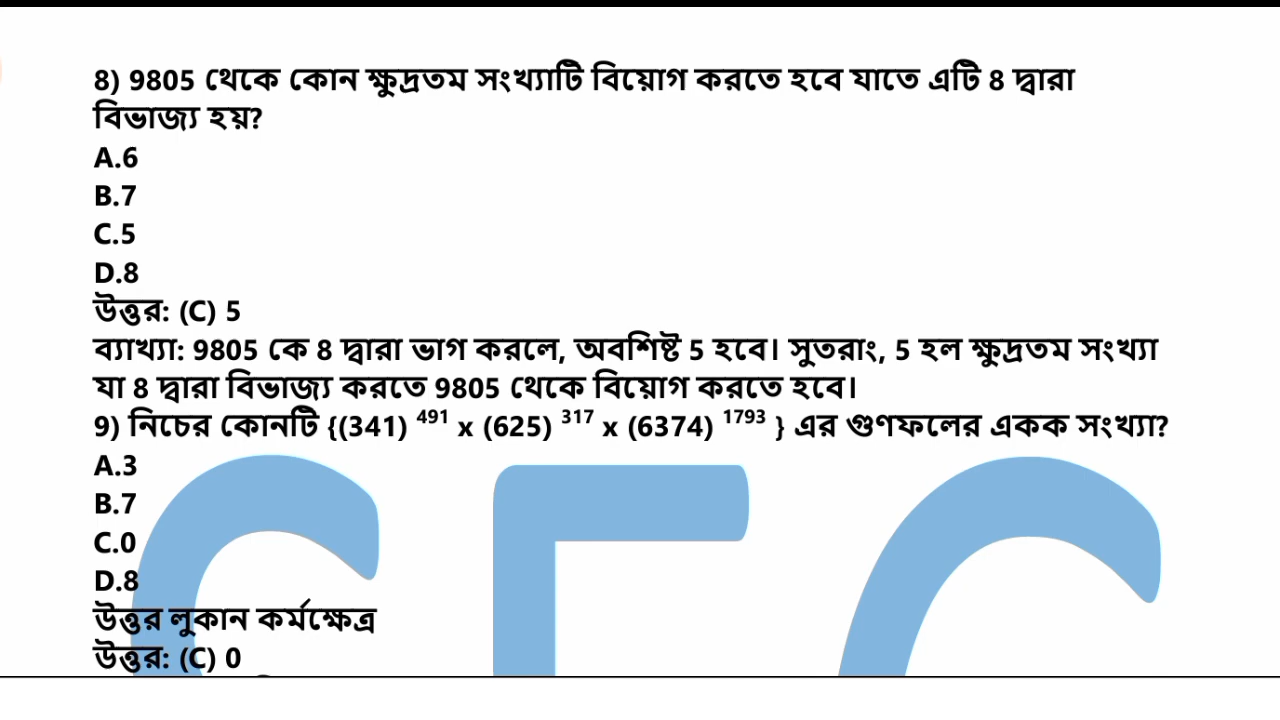 8) 9805 থেকে কোন ক্ষুদ্রতম সংখ্যাটি বিয়োগ করতে হবে যাতে এটি 8 দ্বারা
বিভাজ্য হয়?
A.6
B.7
C.5
D.8
উত্তর: (C) 5
ব্যাখ্যা: 9805 কে 8 দ্বারা ভাগ করলে, অবশিষ্ট 5 হবে। সুতরাং, 5 হল ক্ষুদ্রতম সংখ্যা
যা 8 দ্বারা বিভাজ্য করতে 9805 থেকে বিয়োগ করতে হবে।
9) নিচের কোনটি {(341) ⁴⁹¹ x (625) ³¹⁷ x (6374) ¹⁷⁹³ } এর গুণফলের একক সংখ্যা?
A.3
B.7
C.0
D.8
উত্তর লুকান কর্মক্ষেত্র
উত্তর: (C) 0